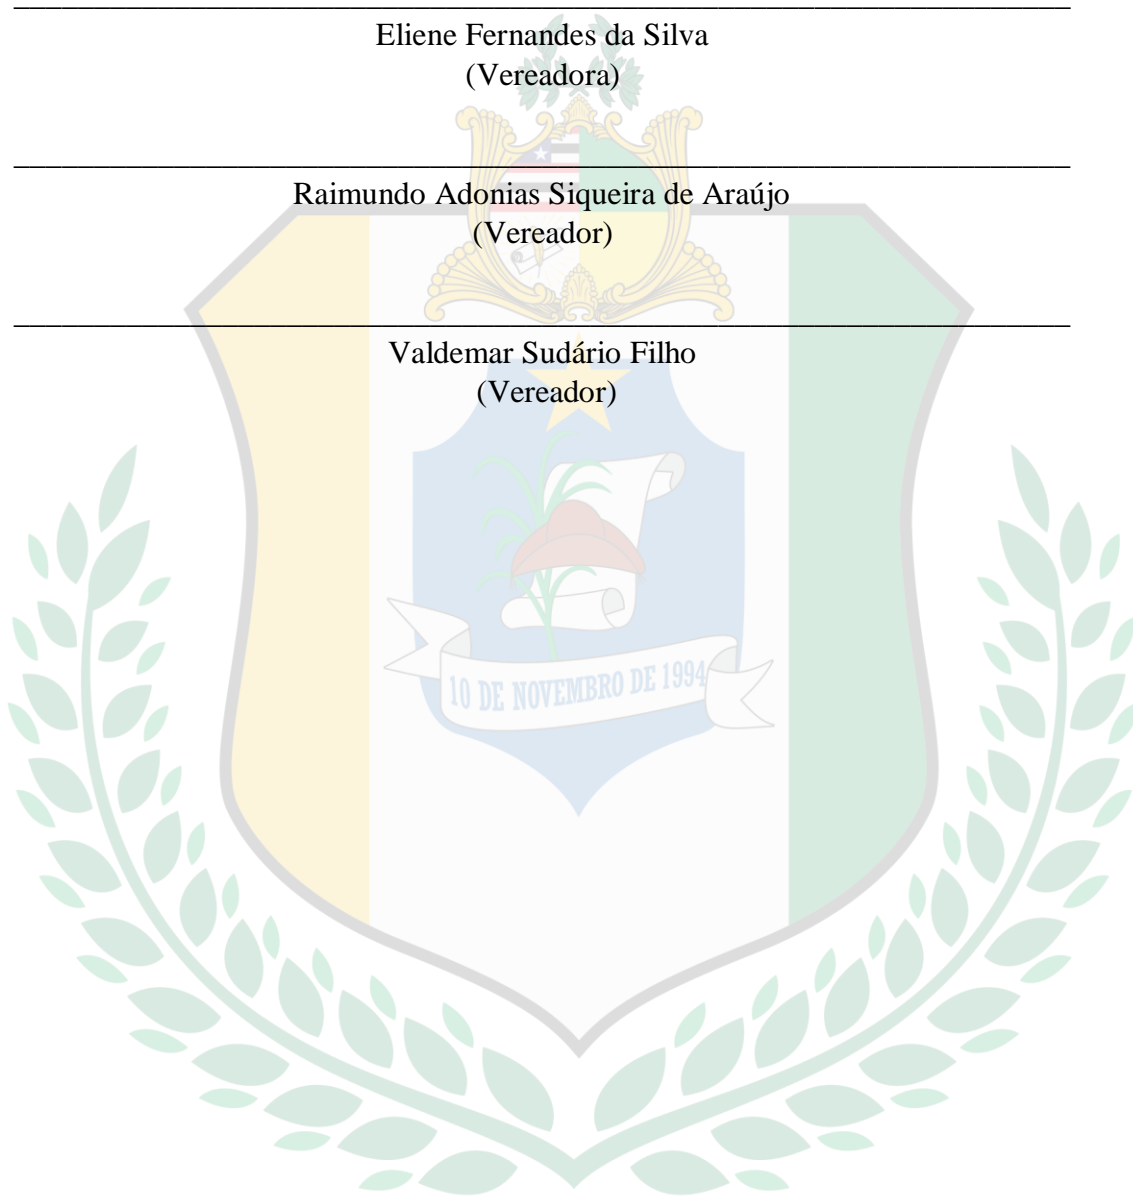 Eliene Fernandes da Silva
(Vereadora)
Raimundo Adonias Siqueira de Araújo
(Vereador)
Valdemar Sudário Filho
(Vereador)
10 DE NOVEMBRO DE 1994